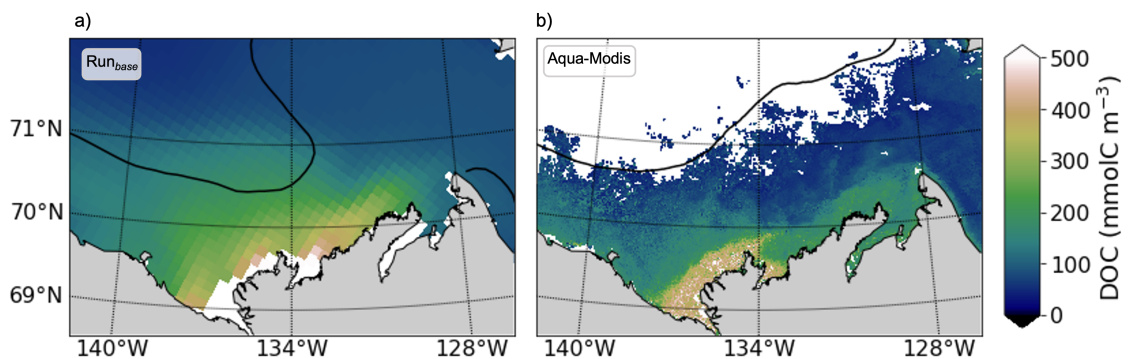 a)
b)
Run_base
Aqua-Modis
71°N
70°N
69°N
140°W
134°W
128°W
140°W
134°W
128°W
500
400
300
200
100
0
DOC (mmolC m⁻³)